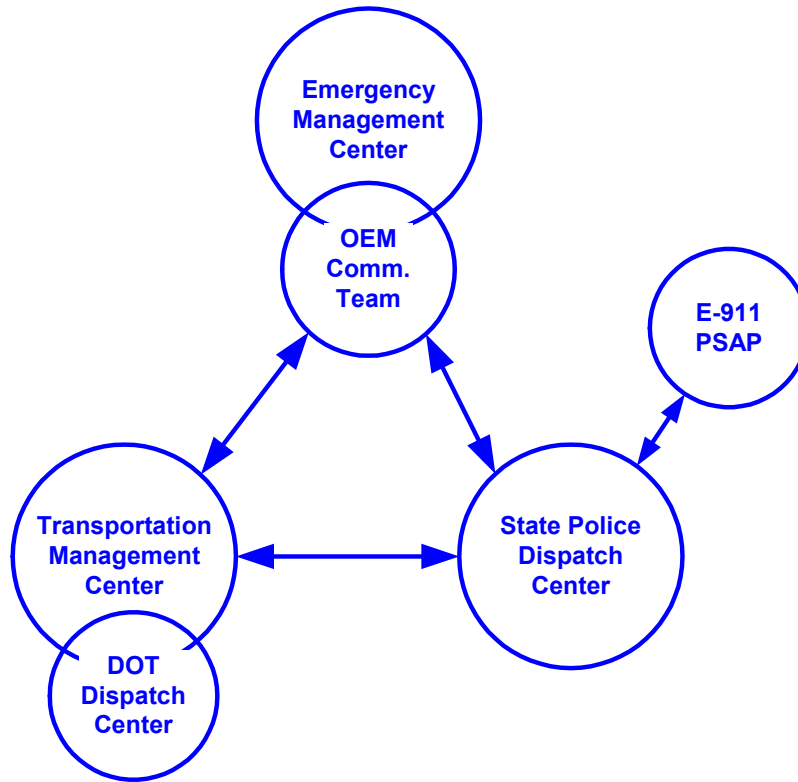 Emergency
Management
Center
OEM
Comm.
Team
E-911
PSAP
Transportation
Management
Center
State Police
Dispatch
Center
DOT
Dispatch
Center